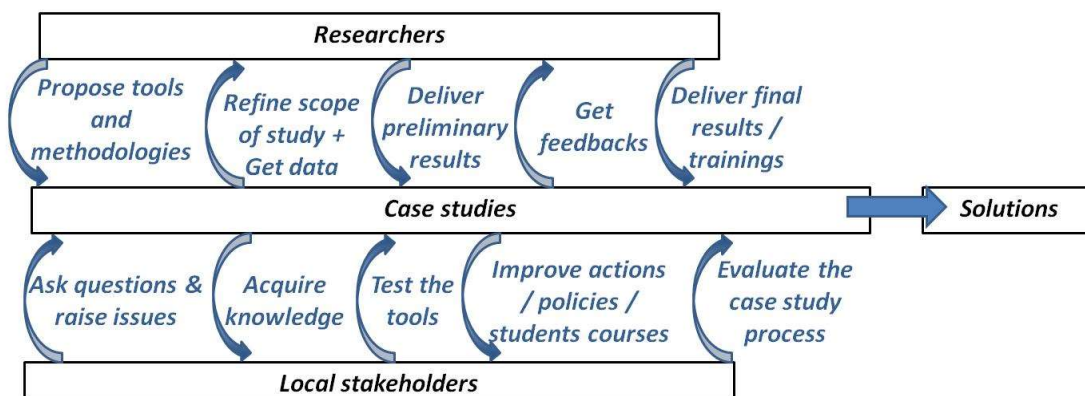 Researchers
Propose tools
and
methodologies
Refine scope
of study +
Get data
Deliver
preliminary
results
Get
feedbacks
Deliver final
results /
trainings
Case studies
Solutions
Ask questions &
raise issues
Acquire
knowledge
Test the
tools
Improve actions
/ policies /
students courses
Evaluate the
case study
process
Local stakeholders